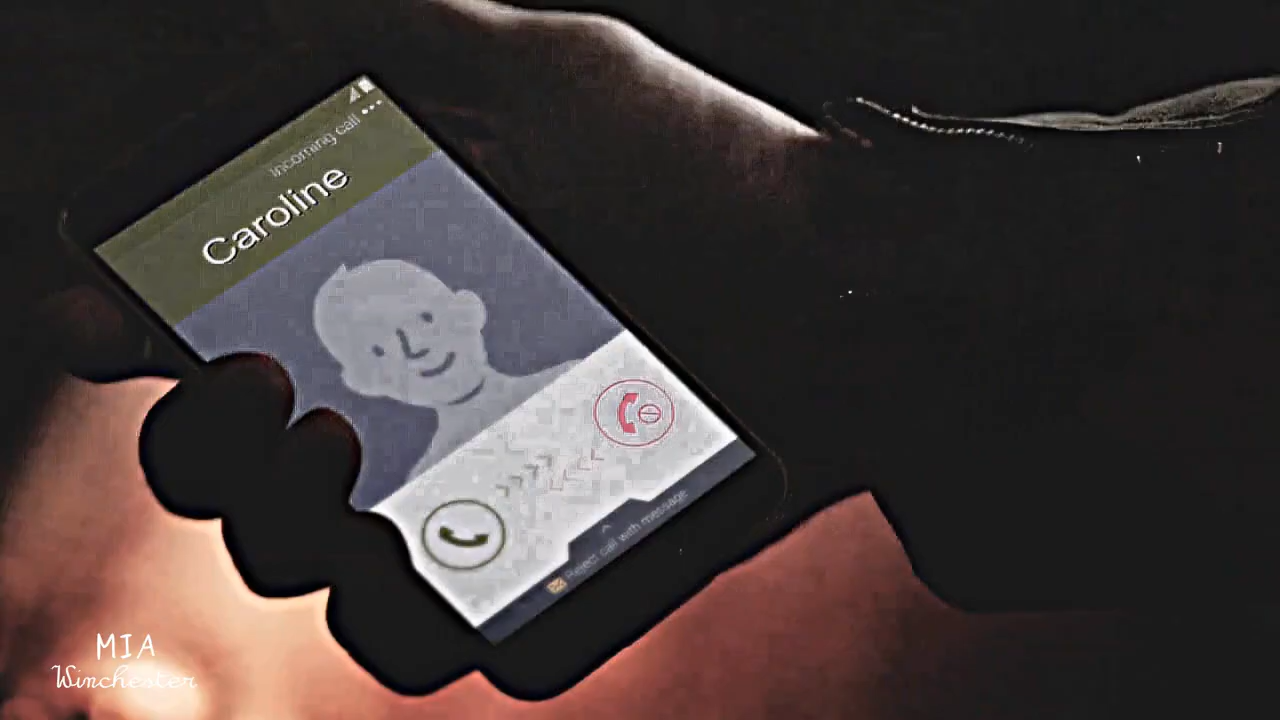 Incoming call
Caroline
Reject call with message
MIA
Winchester